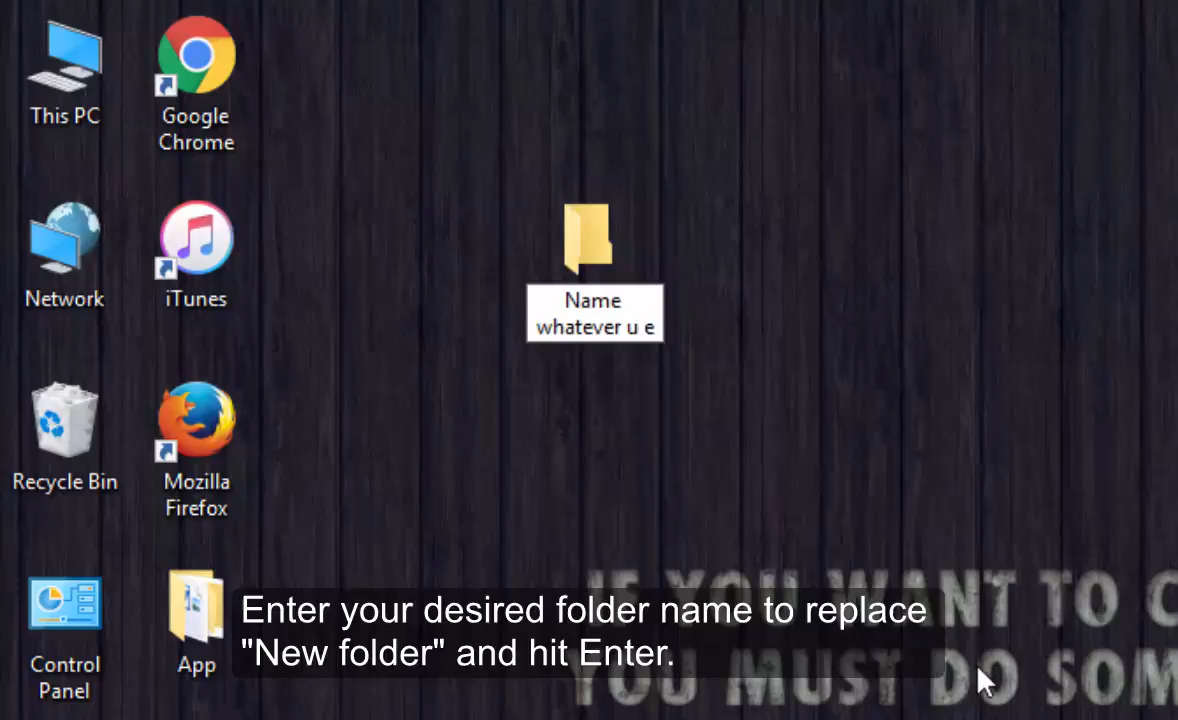 This PC
Google
Chrome
Network
iTunes
Name
whatever u e
Recycle Bin
Mozilla
Firefox
Control
Panel
App
Enter your desired folder name to replace
"New folder" and hit Enter.
IF YOU WANT TO
YOU MUST DO